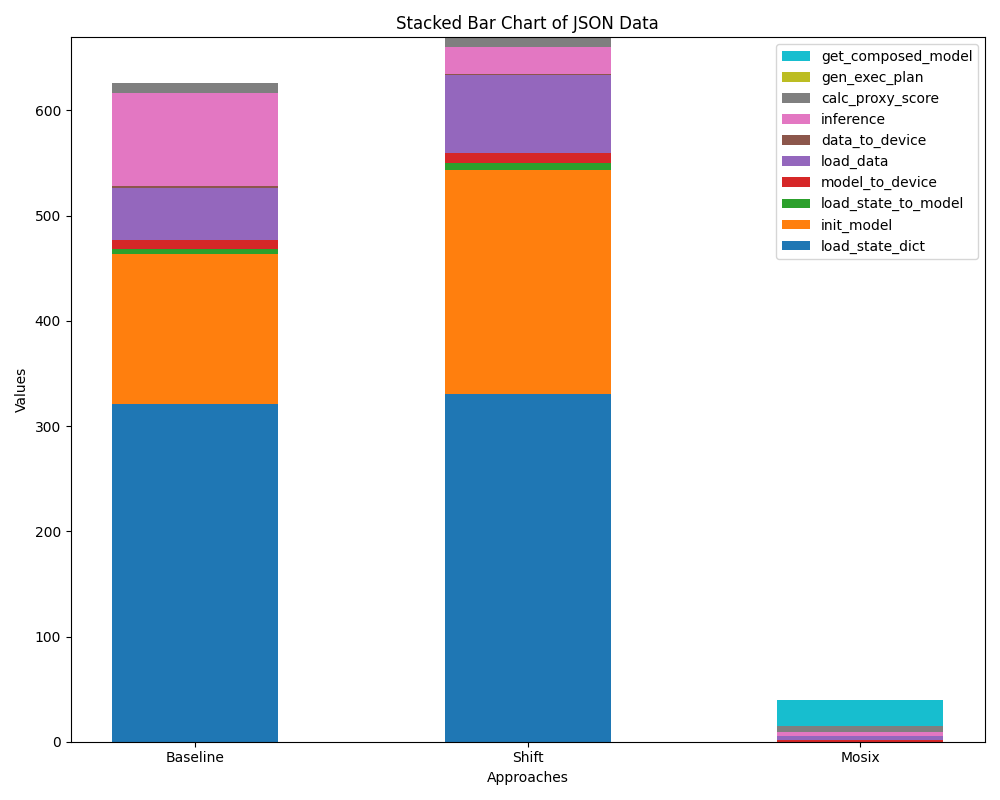 Stacked Bar Chart of JSON Data
get_composed_model
gen_exec_plan
calc_proxy_score
inference
data_to_device
load_data
model_to_device
load_state_to_model
init_model
load_state_dict
600
500
400
300
200
100
0
Values
Baseline
Shift
Mosix
Approaches